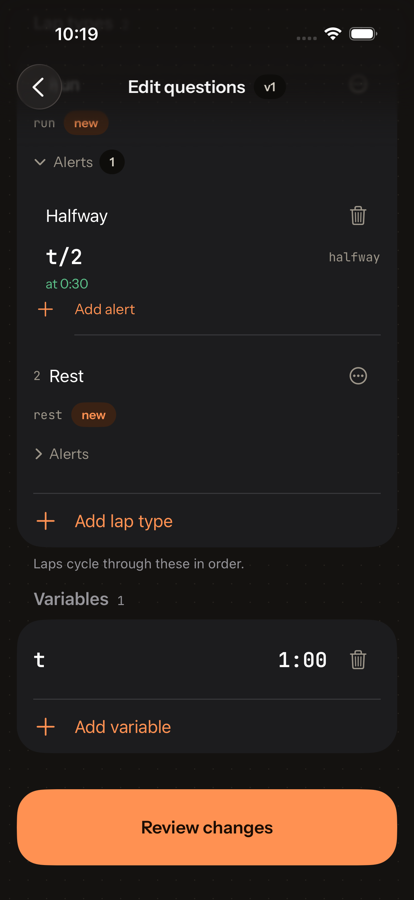 10:19
Edit questions v1
run new
Alerts 1
Halfway
t/2 halfway
at 0:30
Add alert
2 Rest
rest new
Alerts
Add lap type
Laps cycle through these in order.
Variables 1
t 1:00
Add variable
Review changes